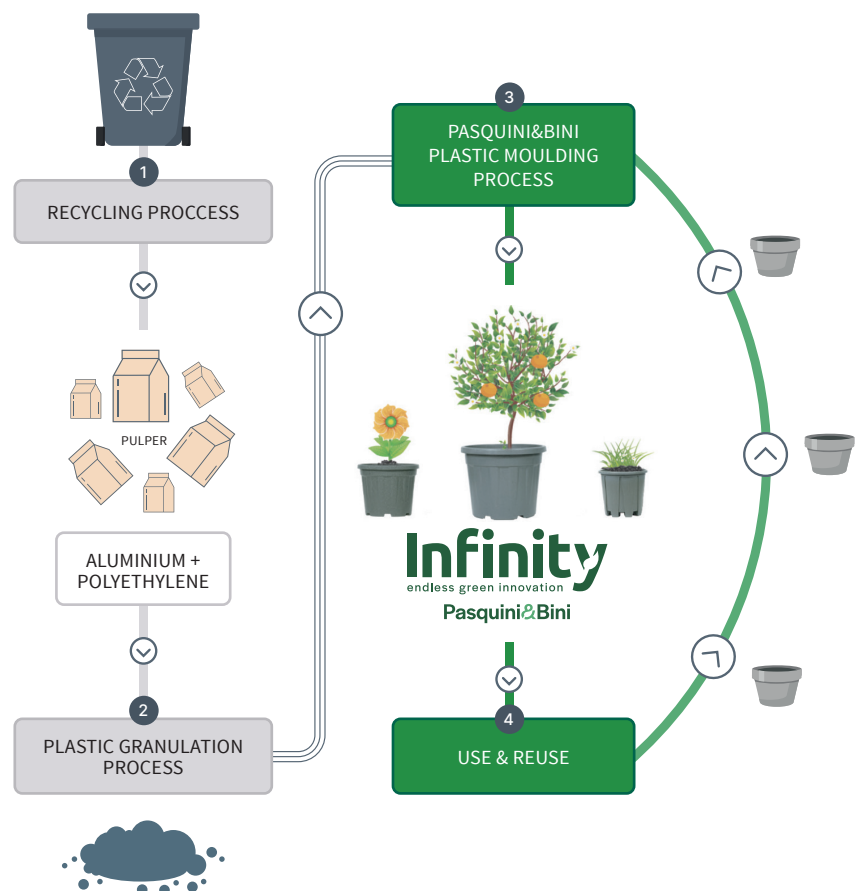 1
RECYCLING PROCCESS
PULPER
ALUMINIUM +
POLYETHYLENE
2
PLASTIC GRANULATION
PROCESS
3
PASQUINI&BINI
PLASTIC MOULDING
PROCESS
Infinity
endless green innovation
Pasquini&Bini
4
USE & REUSE